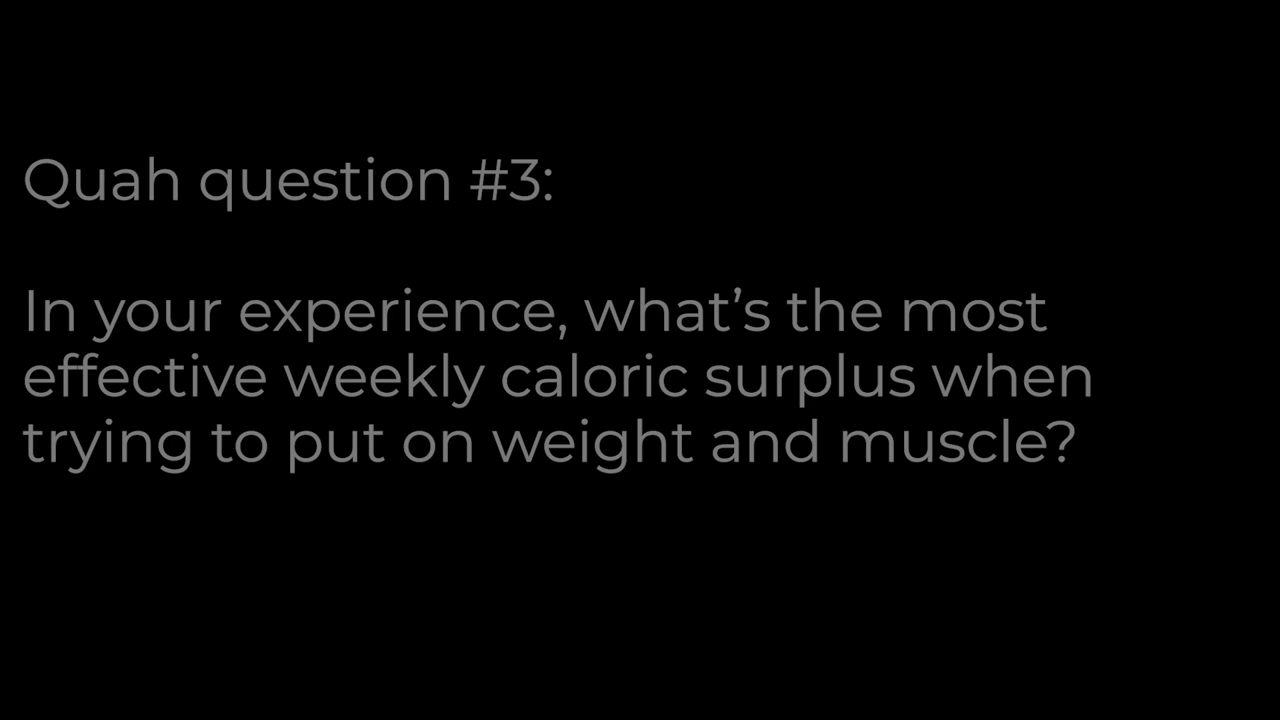 Quah question #3:
In your experience, what’s the most
effective weekly caloric surplus when
trying to put on weight and muscle?